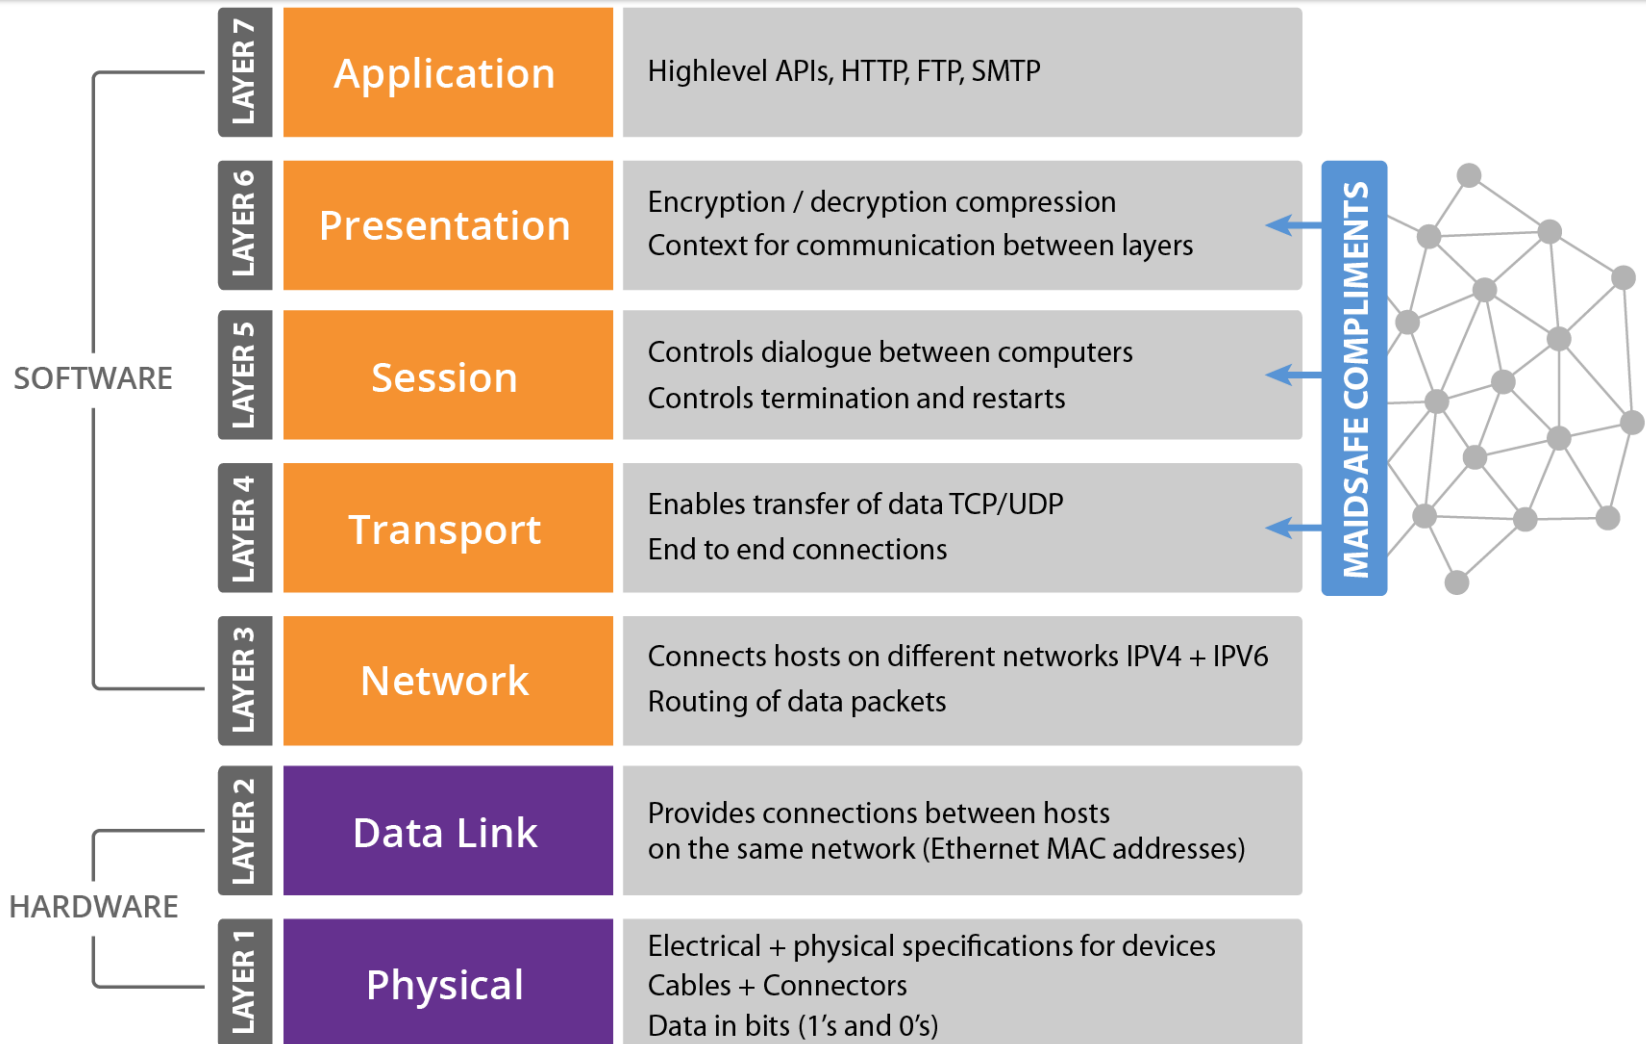 LAYER 7
Application
Highlevel APIs, HTTP, FTP, SMTP
LAYER 6
Presentation
Encryption / decryption compression
Context for communication between layers
LAYER 5
Session
Controls dialogue between computers
Controls termination and restarts
LAYER 4
Transport
Enables transfer of data TCP/UDP
End to end connections
LAYER 3
Network
Connects hosts on different networks IPV4 + IPV6
Routing of data packets
LAYER 2
Data Link
Provides connections between hosts
on the same network (Ethernet MAC addresses)
LAYER 1
Physical
Electrical + physical specifications for devices
Cables + Connectors
Data in bits (1's and 0's)
SOFTWARE
HARDWARE
MAIDSAFE COMPLIMENTS